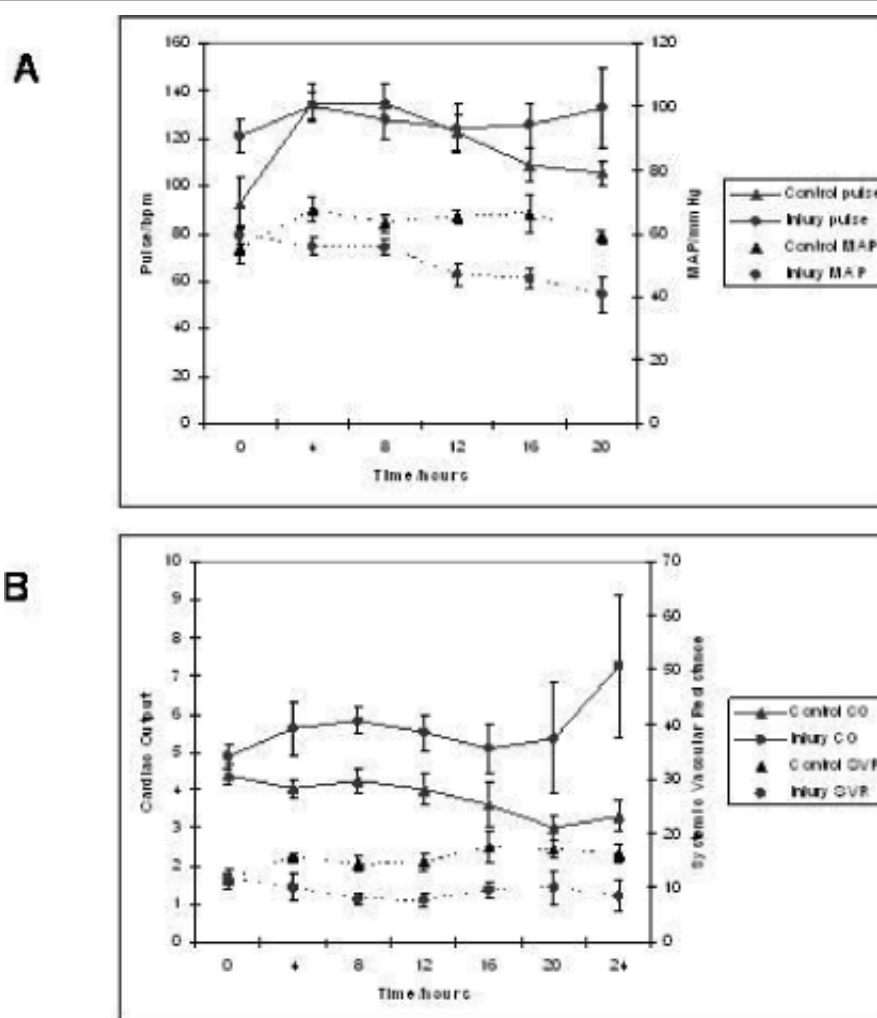 A
160
140
120
100
80
60
40
20
0
Pulse/bpm
120
100
80
60
40
20
0
MAP/mm Hg
0 4 8 12 16 20
Time/hours
Control pulse
Injury pulse
Control MAP
Injury MAP
B
10
9
8
7
6
5
4
3
2
1
0
Cardiac Output
70
60
50
40
30
20
10
0
Systemic Vascular Resistance
0 4 8 12 16 20 24
Time/hours
Control CO
Injury CO
Control SVR
Injury SVR